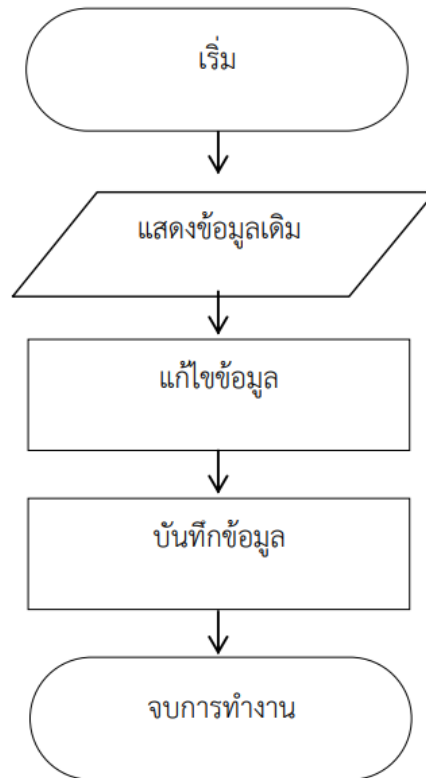 เริ่ม
แสดงข้อมูลเดิม
แก้ไขข้อมูล
บันทึกข้อมูล
จบการทำงาน